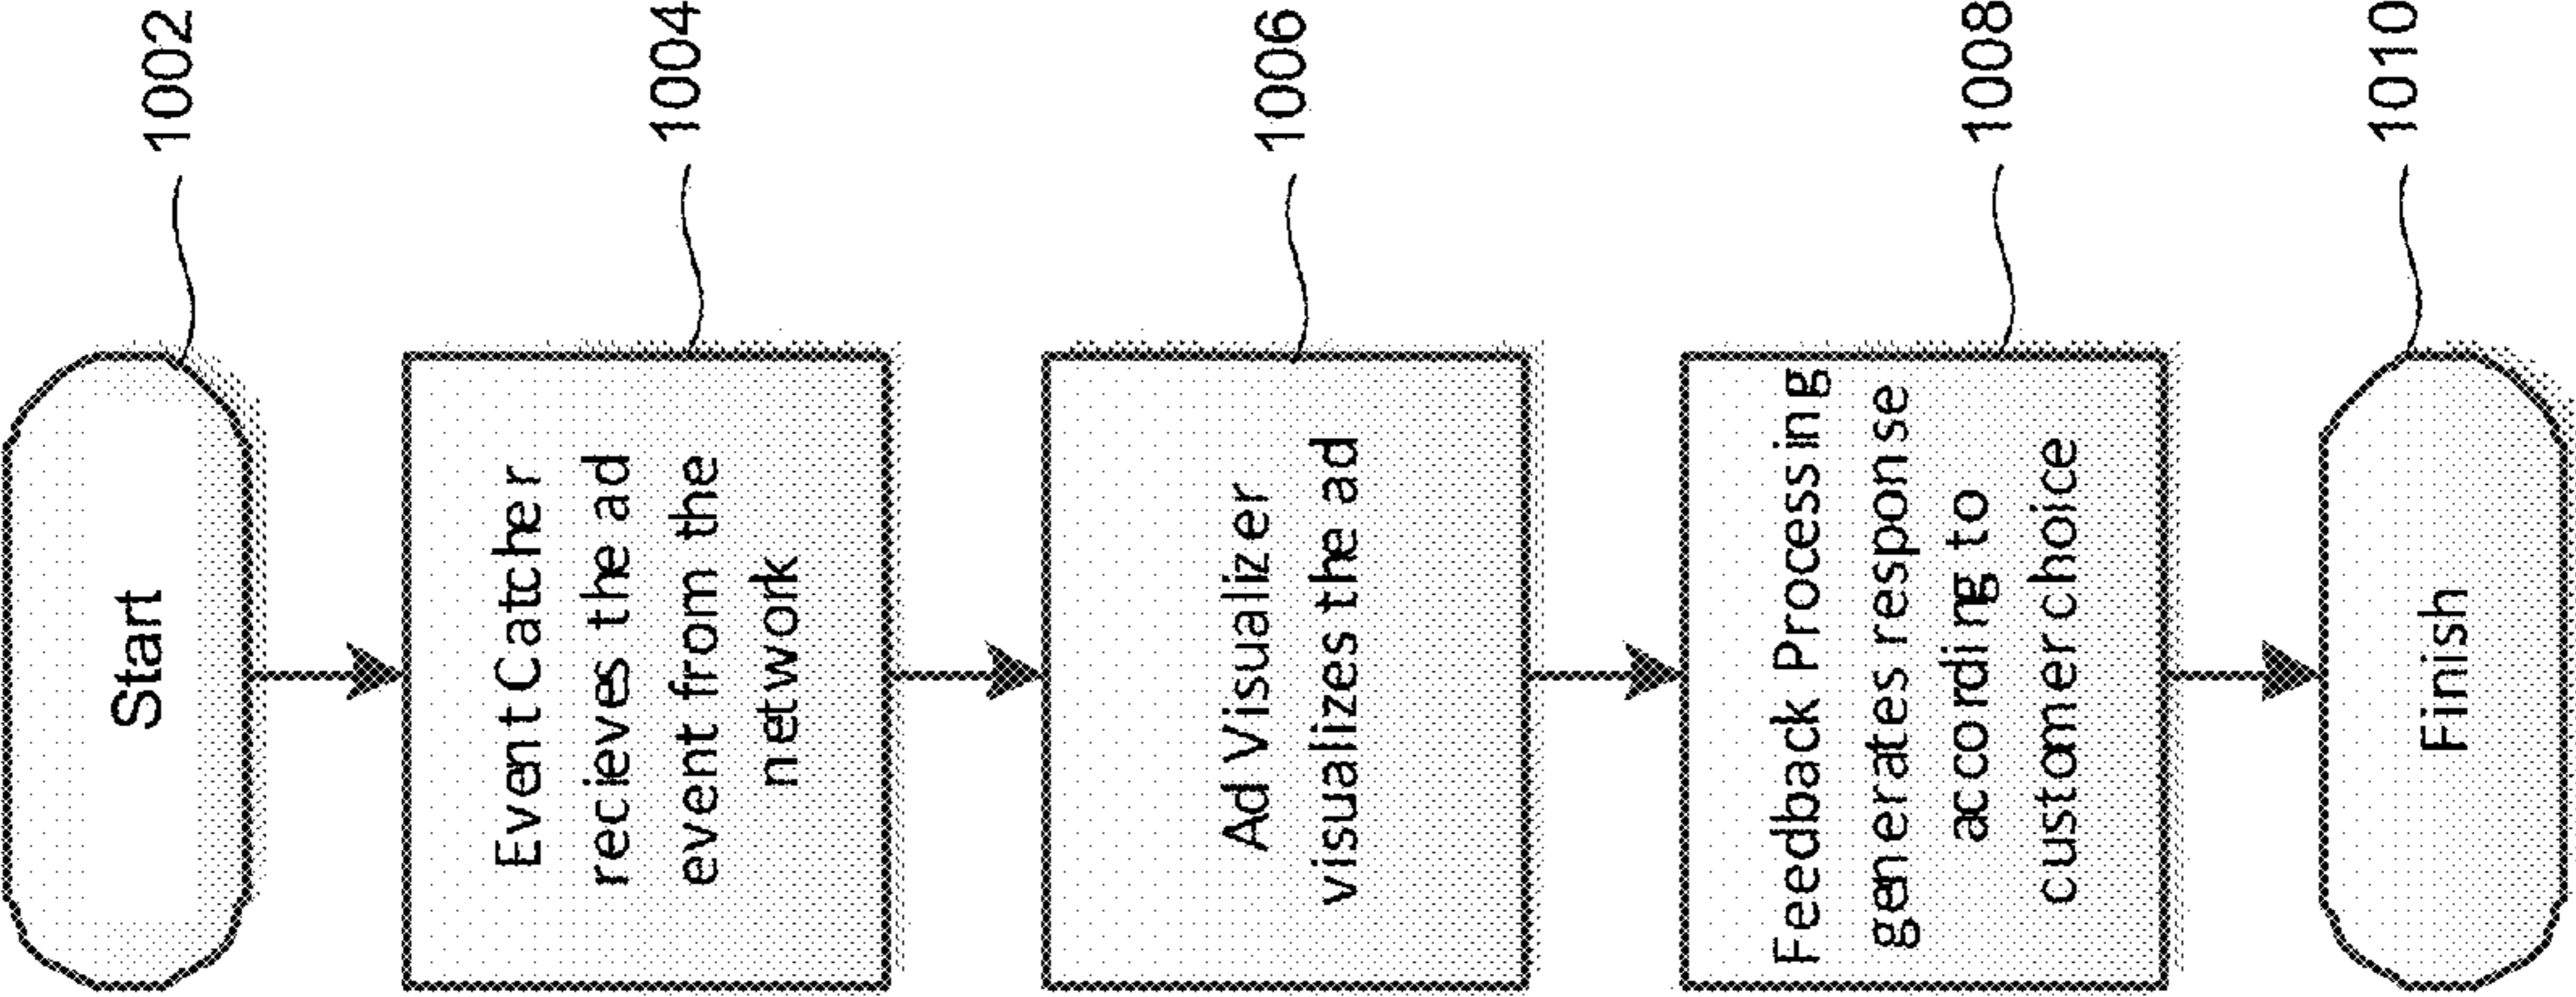 Start
1002
Event Catcher
recieves the ad
event from the
network
1004
Ad Visualizer
visualizes the ad
1006
Feedback Processing
generates response
according to
customer choice
1008
Finish
1010